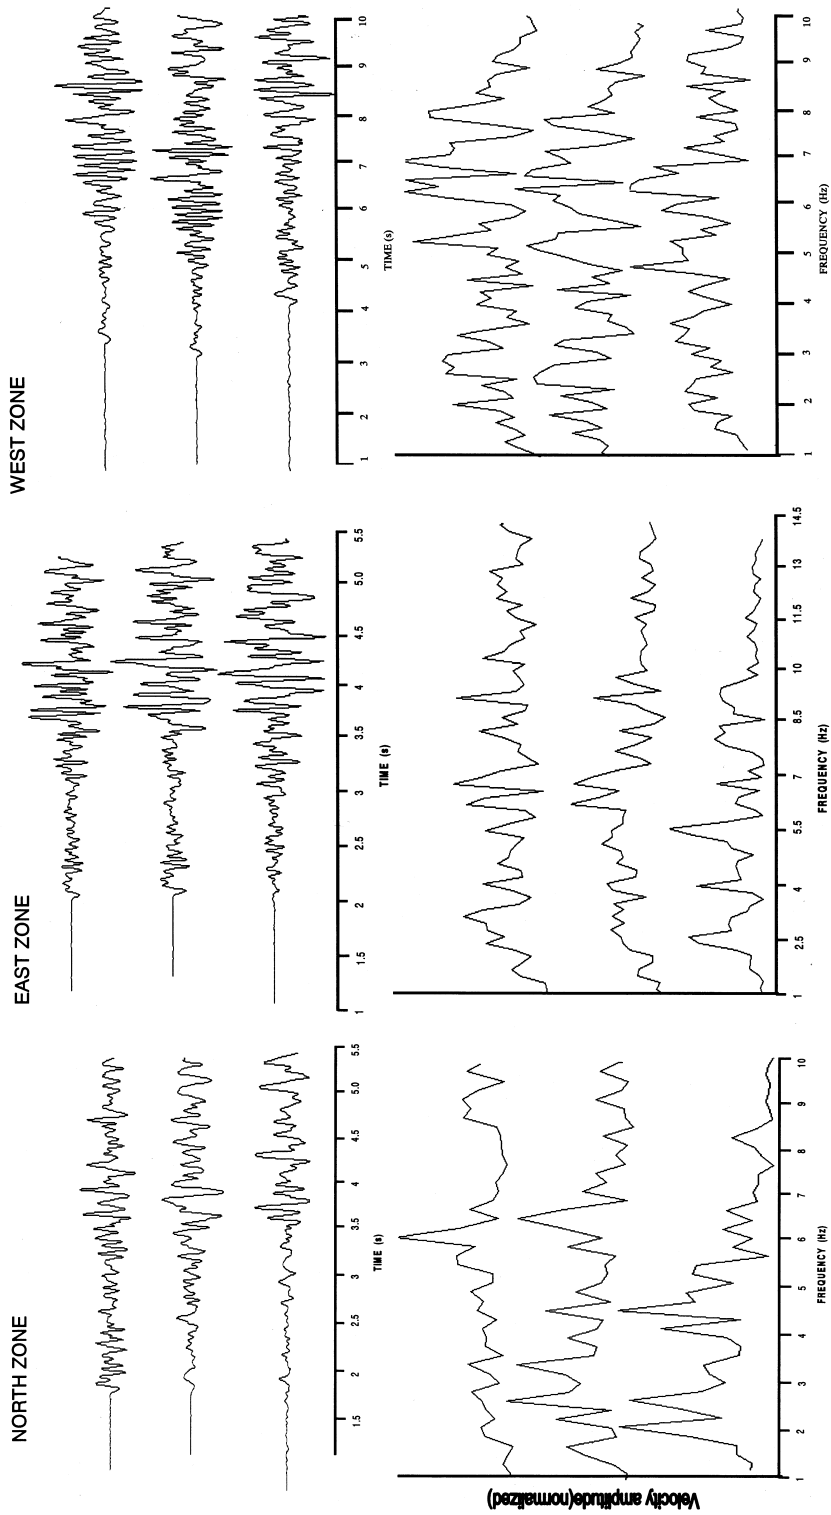 NORTH ZONE
EAST ZONE
WEST ZONE
1.5 2 2.5 3 3.5 4 4.5 5.0 5.5
TIME (s)
1 1.5 2 2.5 3 3.5 4 4.5 5.0 5.5
TIME (s)
1 2 3 4 5 6 7 8 9 10
TIME (s)
Velocity amplitude(normalized)
1 2 3 4 5 6 7 8 9 10
FREQUENCY (Hz)
1 2.5 4 5.5 7 8.5 10 11.5 13 14.5
FREQUENCY (Hz)
1 2 3 4 5 6 7 8 9 10
FREQUENCY (Hz)